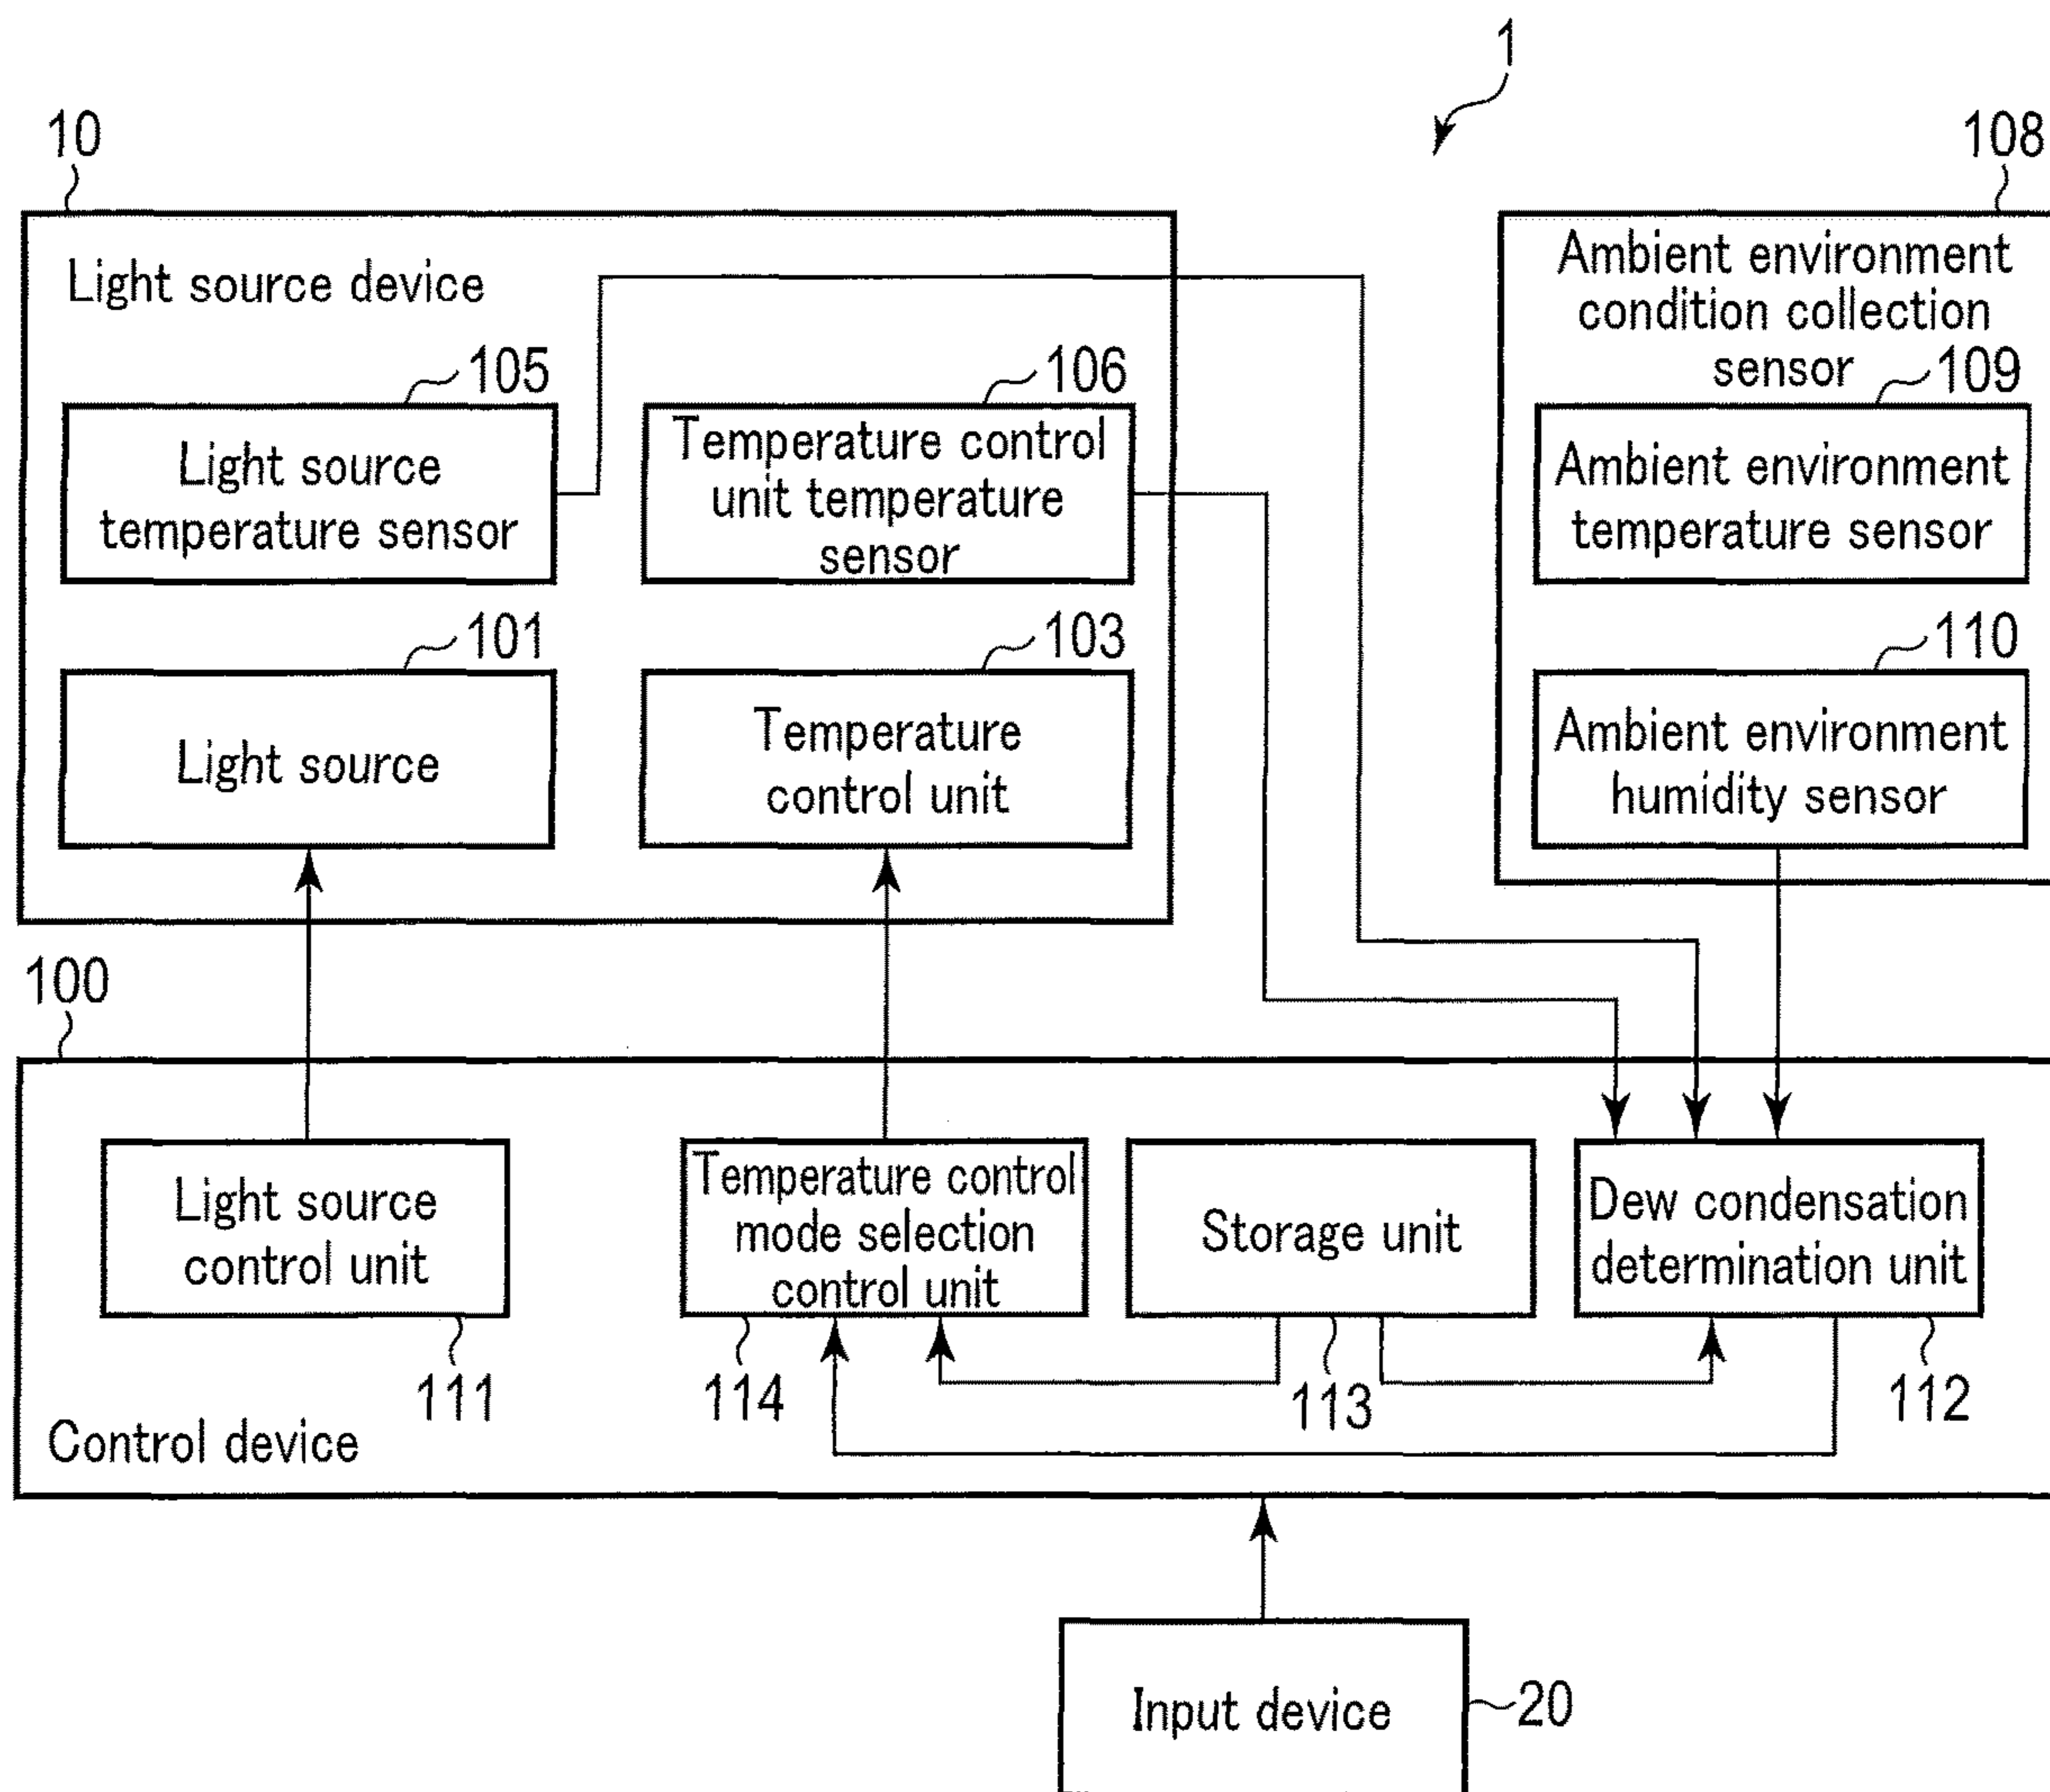 1
10
108
Light source device
Ambient environment
condition collection
sensor
105
106
109
Light source
temperature sensor
Temperature control
unit temperature
sensor
Ambient environment
temperature sensor
101
103
110
Light source
Temperature
control unit
Ambient environment
humidity sensor
100
Light source
control unit
Temperature control
mode selection
control unit
Storage unit
Dew condensation
determination unit
111
114
113
112
Control device
Input device
20